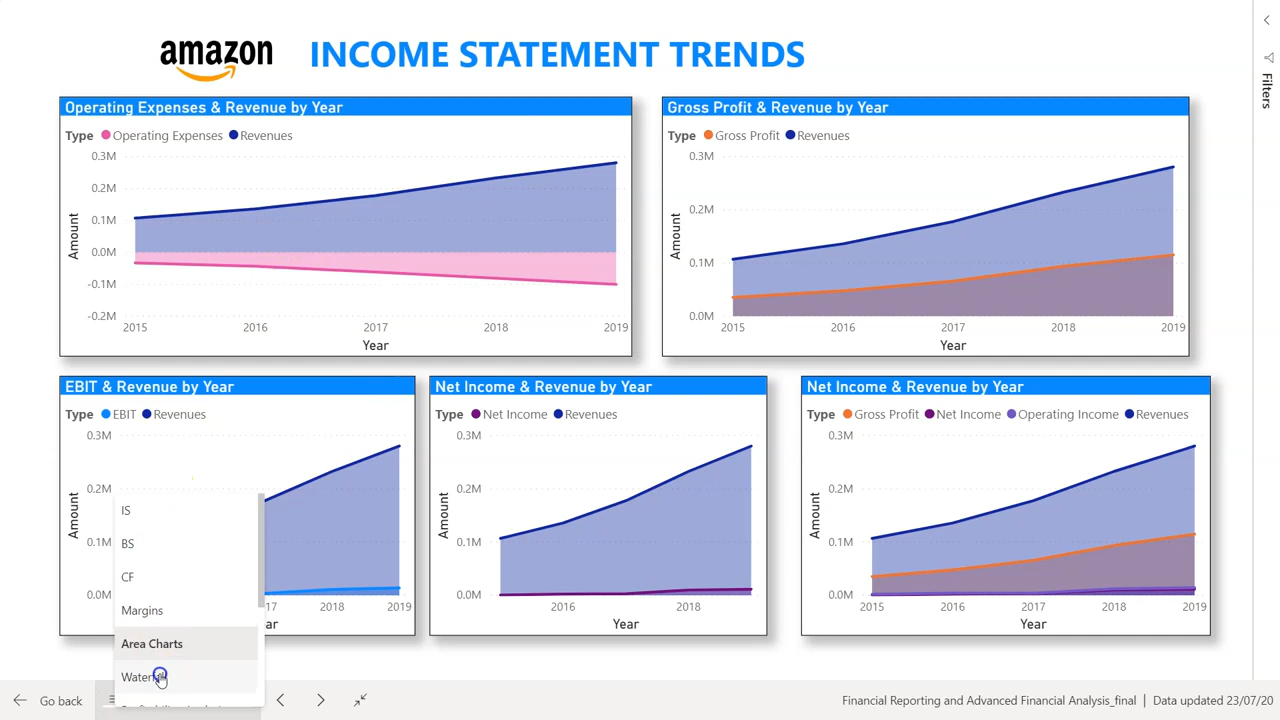 amazon INCOME STATEMENT TRENDS
Operating Expenses & Revenue by Year
Type Operating Expenses Revenues
0.3M
0.2M
0.1M
0.0M
-0.1M
-0.2M
Amount
2015 2016 2017 2018 2019
Year
Gross Profit & Revenue by Year
Type Gross Profit Revenues
0.3M
0.2M
0.1M
0.0M
Amount
2015 2016 2017 2018 2019
Year
EBIT & Revenue by Year
Type EBIT Revenues
0.3M
0.2M
0.1M
0.0M
Amount
2018 2019
Net Income & Revenue by Year
Type Net Income Revenues
0.3M
0.2M
0.1M
0.0M
Amount
2016 2018
Year
Net Income & Revenue by Year
Type Gross Profit Net Income Operating Income Revenues
0.3M
0.2M
0.1M
0.0M
Amount
2015 2016 2017 2018 2019
Year
IS
BS
CF
Margins
Area Charts
Filters
Go back
Financial Reporting and Advanced Financial Analysis_final | Data updated 23/07/20